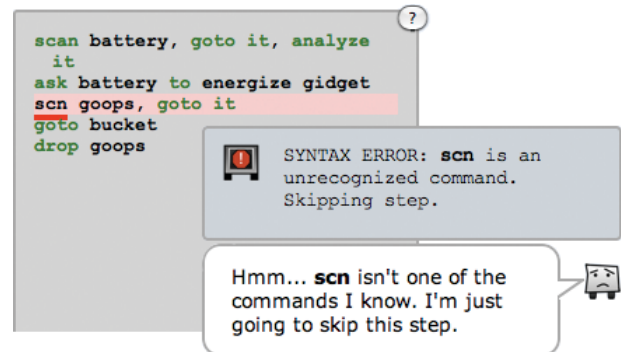 ?
scan battery, goto it, analyze
it
ask battery to energize gidget
scn goops, goto it
goto bucket
drop goops
SYNTAX ERROR: scn is an
unrecognized command.
Skipping step.
Hmm... scn isn't one of the
commands I know. I'm just
going to skip this step.